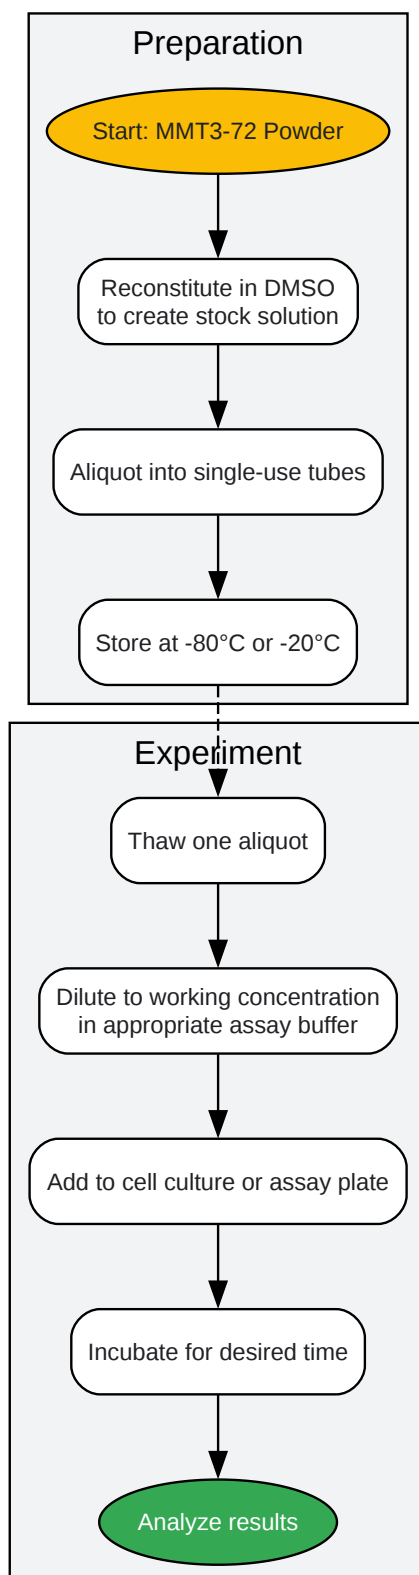 Preparation
Start: MMT3-72 Powder
Reconstitute in DMSO
to create stock solution
Aliquot into single-use tubes
Store at -80°C or -20°C
Experiment
Thaw one aliquot
Dilute to working concentration
in appropriate assay buffer
Add to cell culture or assay plate
Incubate for desired time
Analyze results